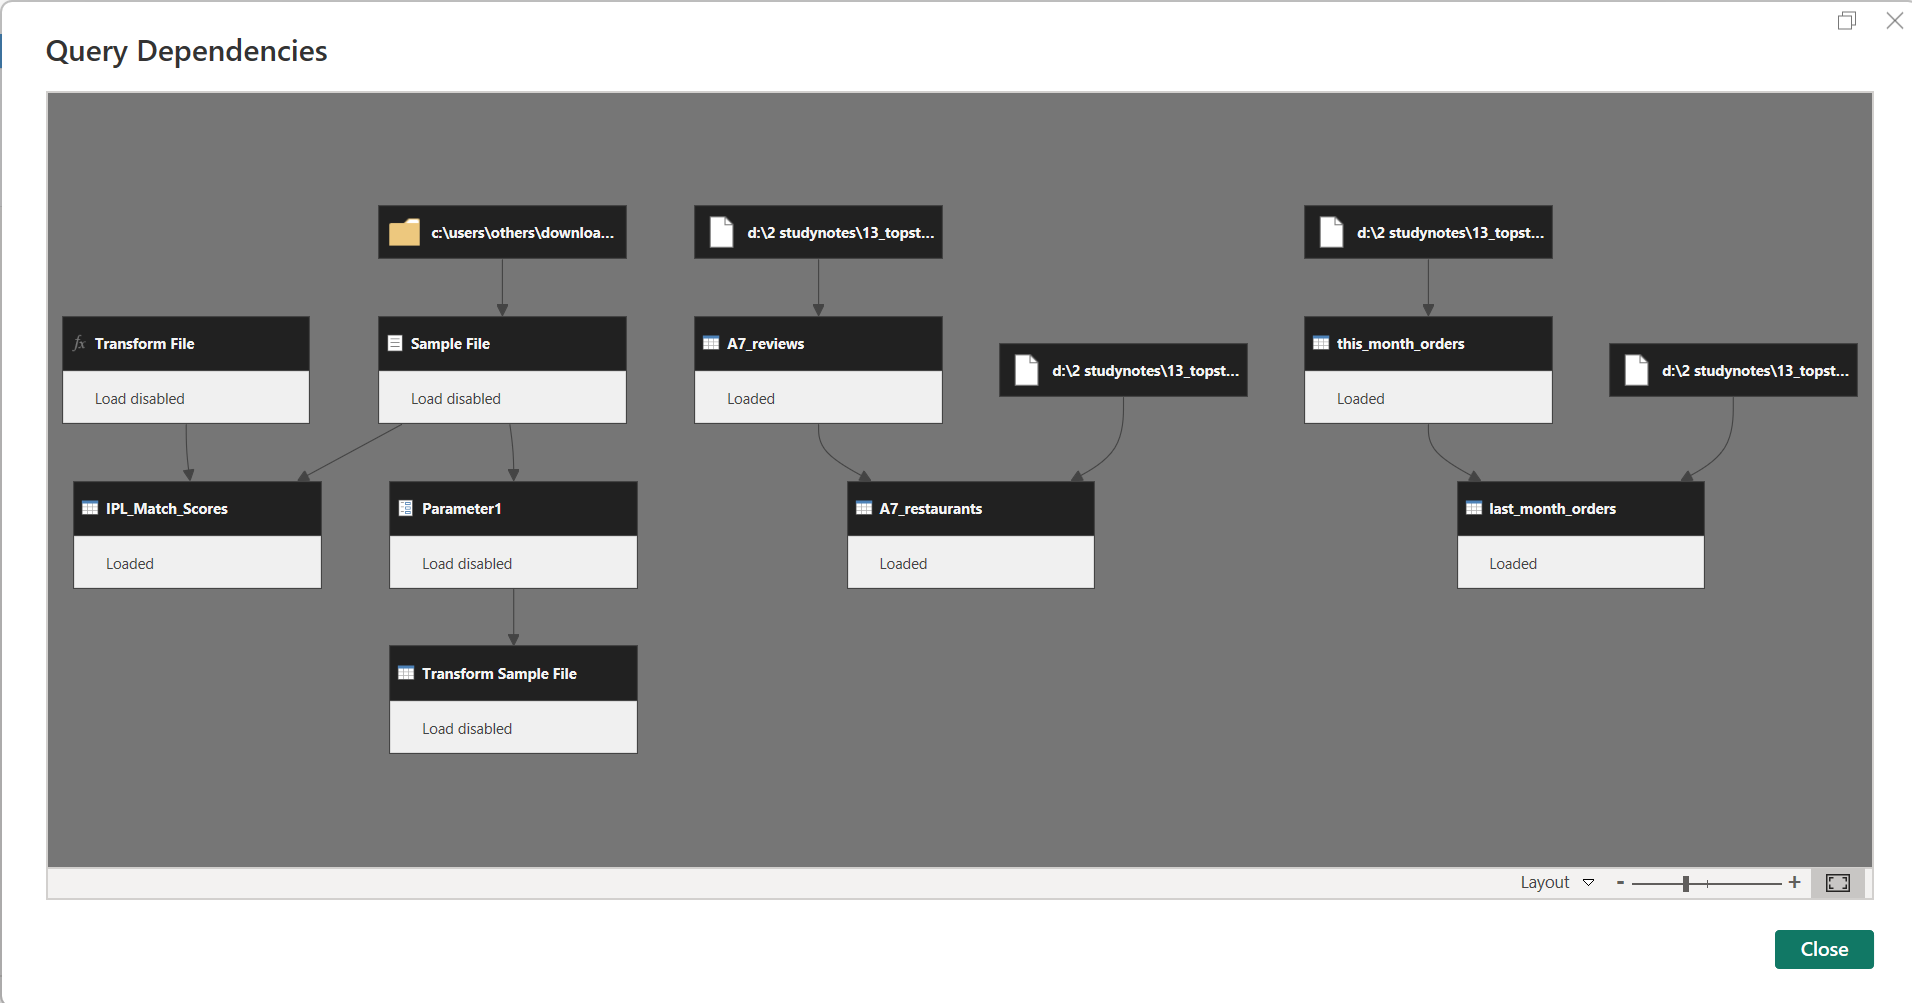 Query Dependencies
c:\users\others\downloa...
d:\2 studynotes\13_topst...
d:\2 studynotes\13_topst...
Transform File
Load disabled
Sample File
Load disabled
A7_reviews
Loaded
d:\2 studynotes\13_topst...
this_month_orders
Loaded
d:\2 studynotes\13_topst...
IPL_Match_Scores
Loaded
Parameter1
Load disabled
A7_restaurants
Loaded
last_month_orders
Loaded
Transform Sample File
Load disabled
Layout
Close